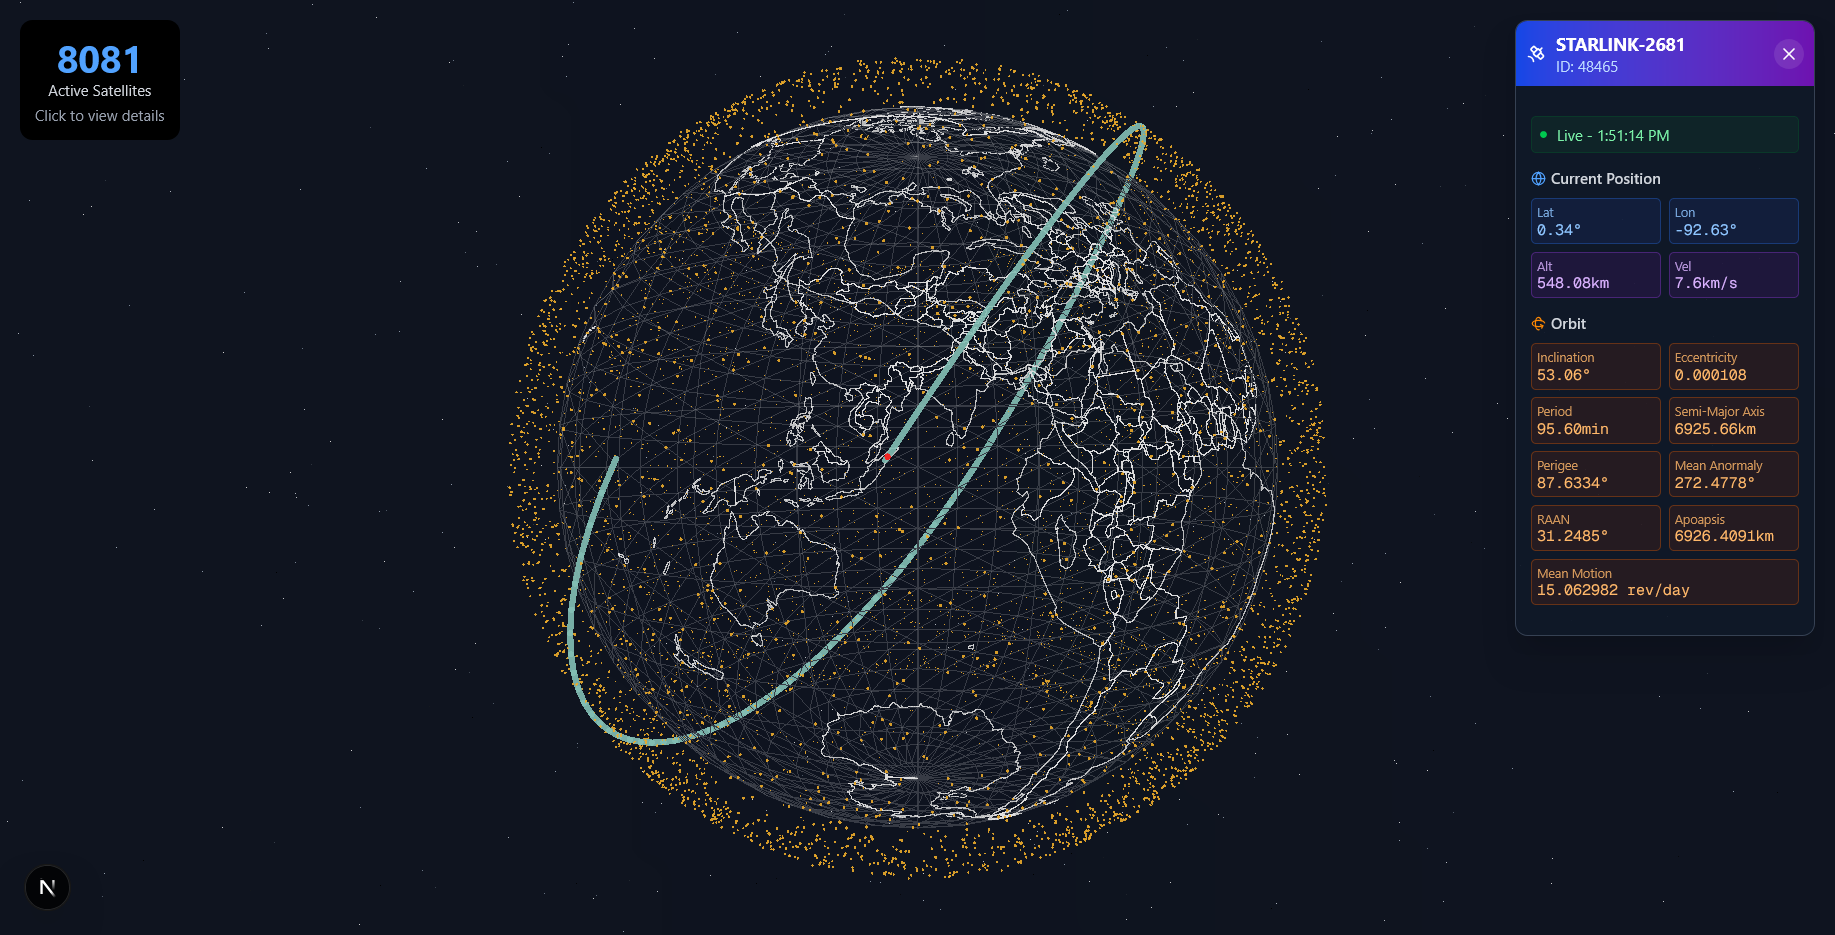 8081
Active Satellites
Click to view details
STARLINK-2681
ID: 48465
Live - 1:51:14 PM
Current Position
Lat
0.34°
Lon
-92.63°
Alt
548.08km
Vel
7.6km/s
Orbit
Inclination
53.06°
Eccentricity
0.000108
Period
95.60min
Semi-Major Axis
6925.66km
Perigee
87.6334°
Mean Anormaly
272.4778°
RAAN
31.2485°
Apoapsis
6926.4091km
Mean Motion
15.062982 rev/day
N